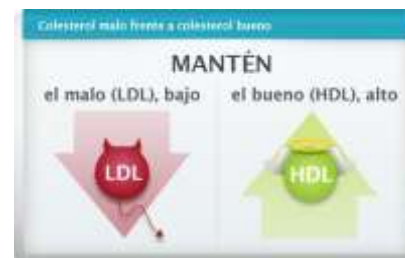 Colesterol malo frente a colesterol bueno
MANTÉN
el malo (LDL), bajo
el bueno (HDL), alto
LDL
HDL